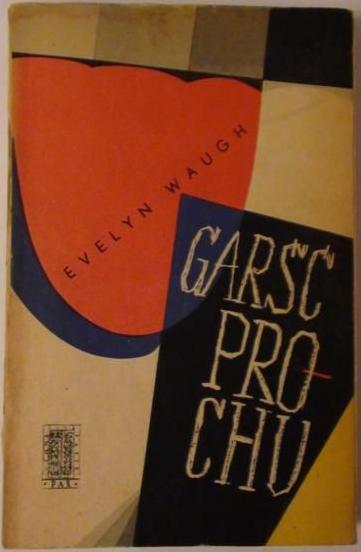 EVELYN WAUGH
GARŚĆ
PRO-
CHU
PAX